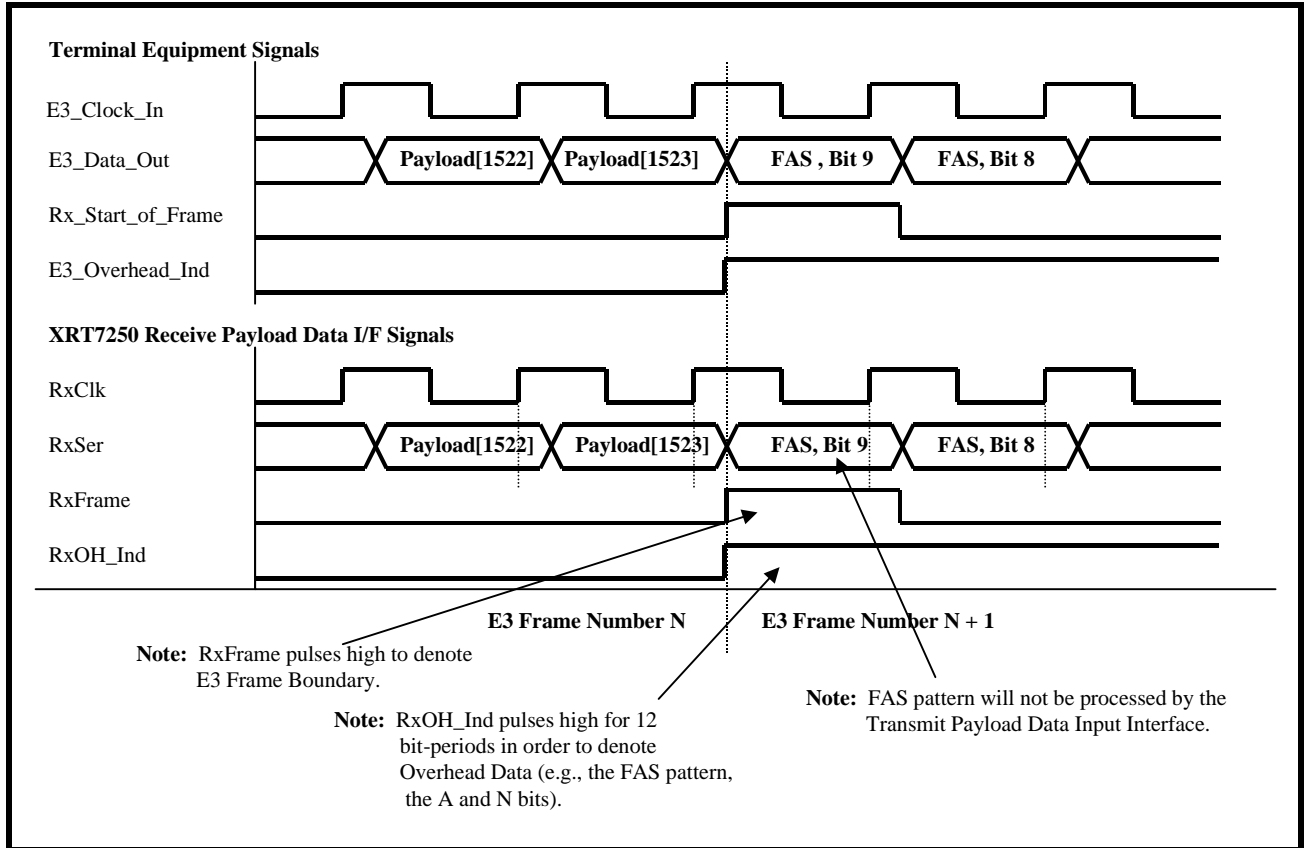 Terminal Equipment Signals
E3_Clock_In
E3_Data_Out
Payload[1522] Payload[1523] FAS , Bit 9 FAS, Bit 8
Rx_Start_of_Frame
E3_Overhead_Ind
XRT7250 Receive Payload Data I/F Signals
RxClk
RxSer
Payload[1522] Payload[1523] FAS, Bit 9 FAS, Bit 8
RxFrame
RxOH_Ind
E3 Frame Number N E3 Frame Number N + 1
Note: RxFrame pulses high to denote
E3 Frame Boundary.
Note: RxOH_Ind pulses high for 12
bit-periods in order to denote
Overhead Data (e.g., the FAS pattern,
the A and N bits).
Note: FAS pattern will not be processed by the
Transmit Payload Data Input Interface.